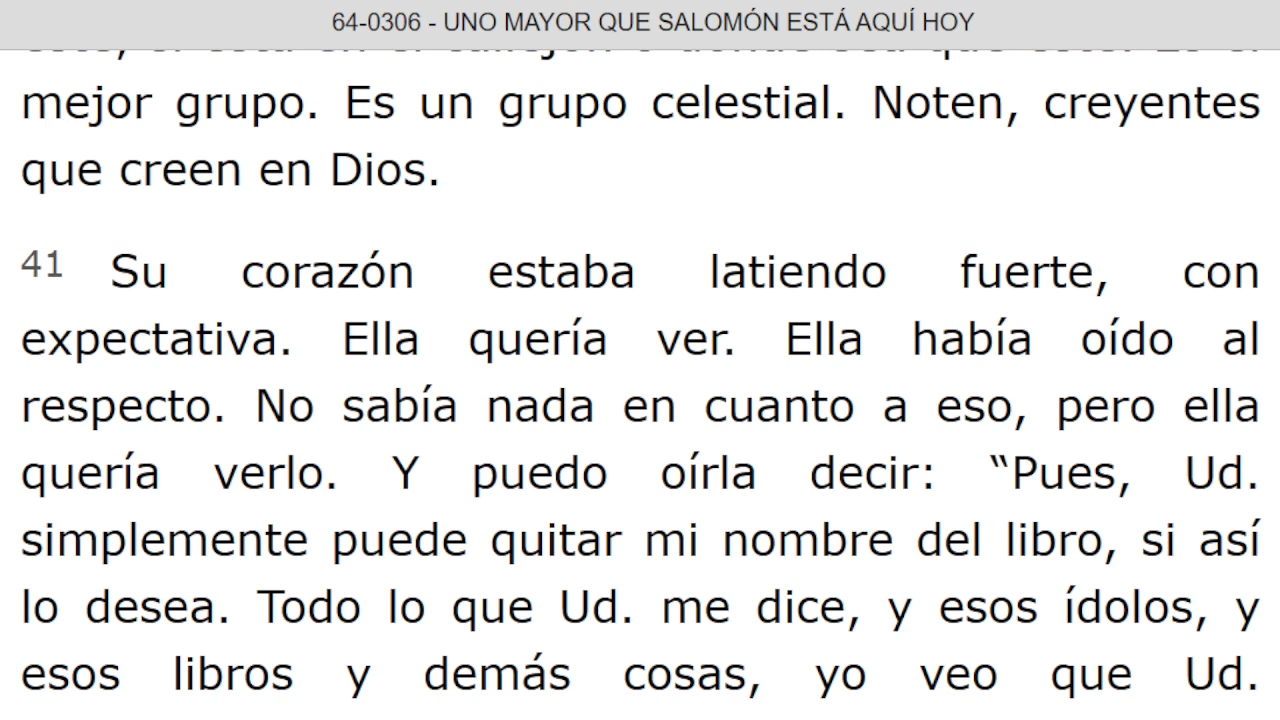 64-0306 - UNO MAYOR QUE SALOMÓN ESTÁ AQUÍ HOY
mejor grupo. Es un grupo celestial. Noten, creyentes
que creen en Dios.
41 Su corazón estaba latiendo fuerte, con
expectativa. Ella quería ver. Ella había oído al
respecto. No sabía nada en cuanto a eso, pero ella
quería verlo. Y puedo oírla decir: “Pues, Ud.
simplemente puede quitar mi nombre del libro, si así
lo desea. Todo lo que Ud. me dice, y esos ídolos, y
esos libros y demás cosas, yo veo que Ud.